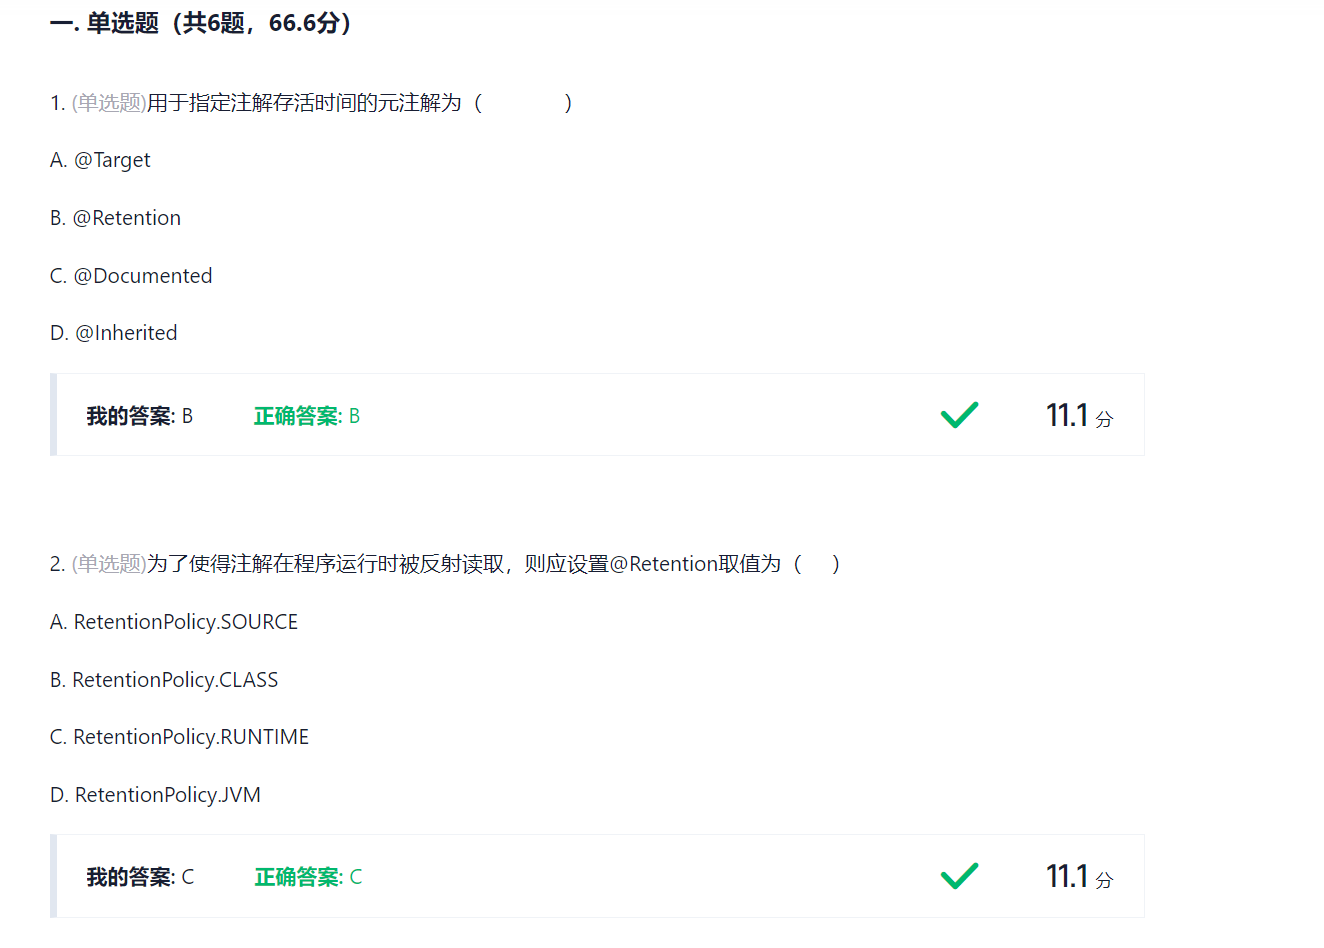 一. 单选题（共6题，66.6分）
1. (单选题)用于指定注解存活时间的元注解为（　　　　）
A. @Target
B. @Retention
C. @Documented
D. @Inherited
我的答案: B 正确答案: B 11.1 分
2. (单选题)为了使得注解在程序运行时被反射读取，则应设置@Retention取值为（　 ）
A. RetentionPolicy.SOURCE
B. RetentionPolicy.CLASS
C. RetentionPolicy.RUNTIME
D. RetentionPolicy.JVM
我的答案: C 正确答案: C 11.1 分